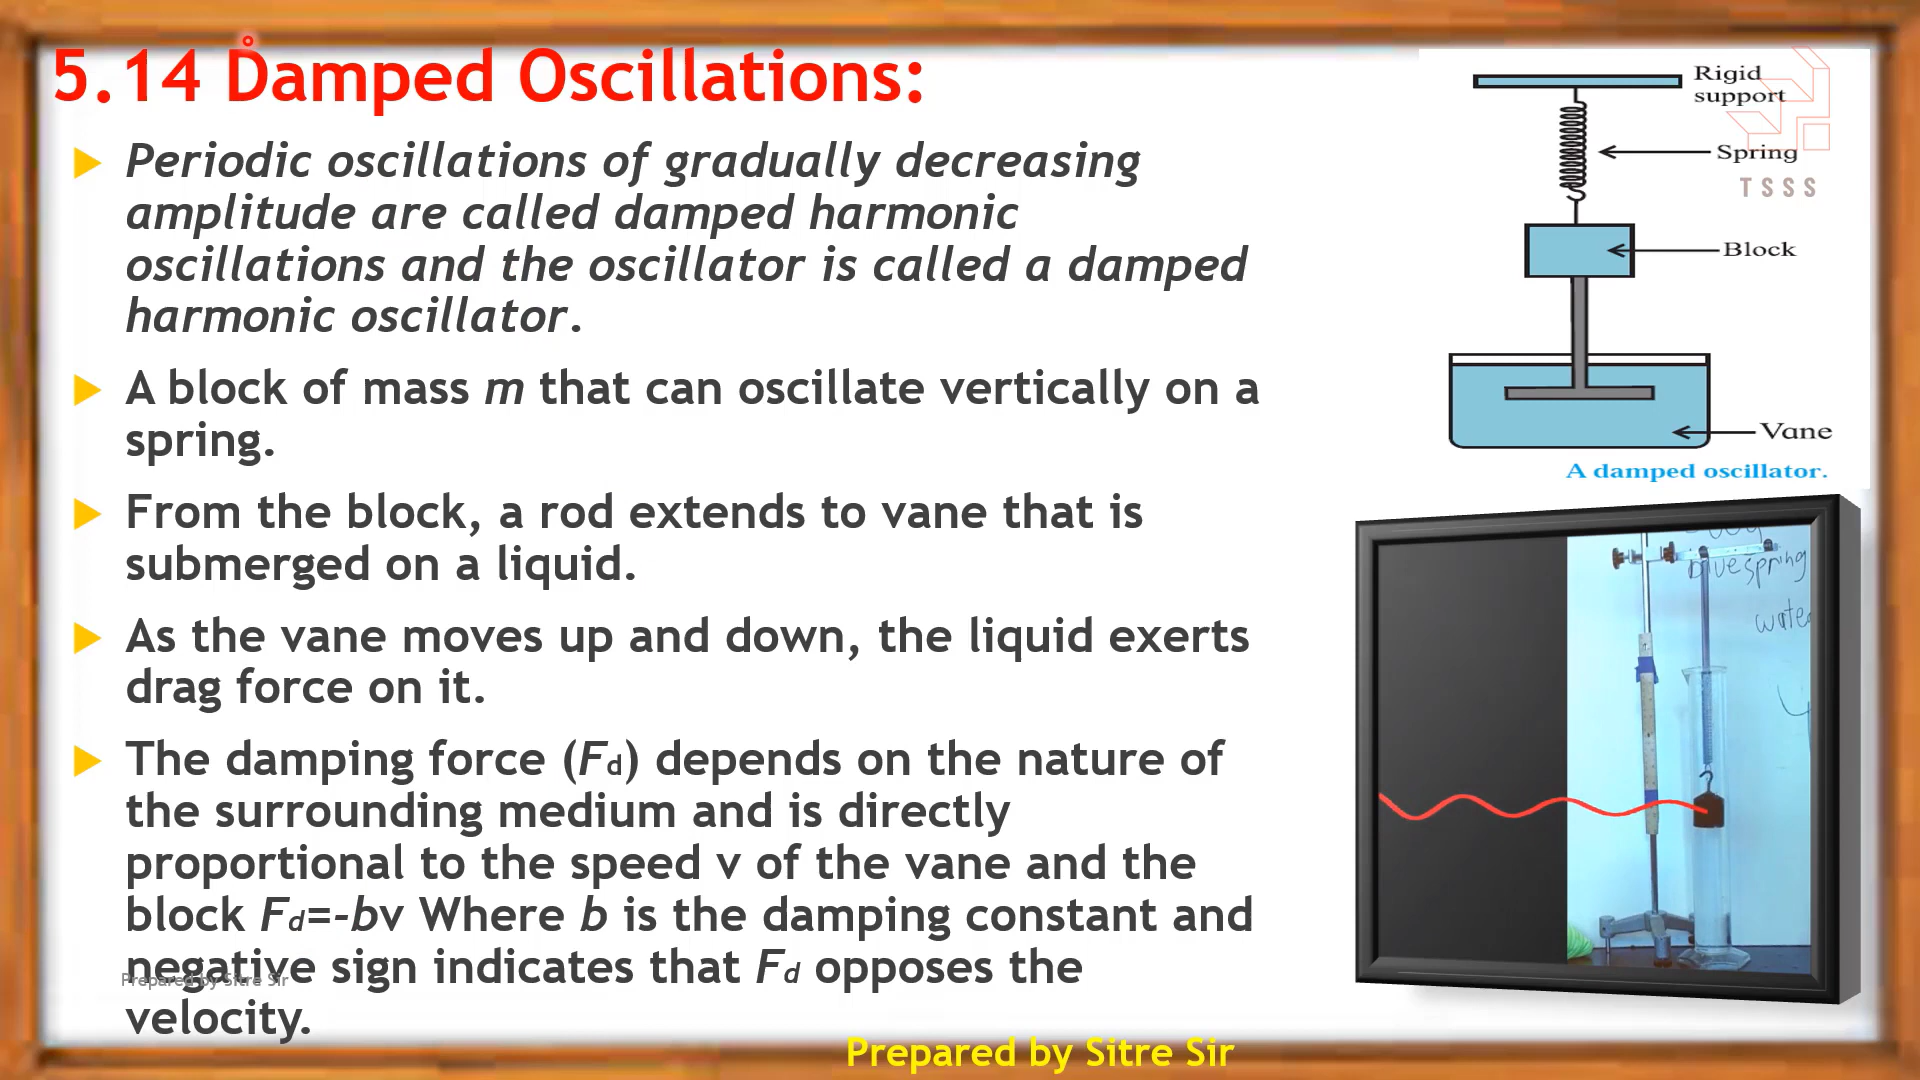 5.14 Damped Oscillations:
Periodic oscillations of gradually decreasing
amplitude are called damped harmonic
oscillations and the oscillator is called a damped
harmonic oscillator.
A block of mass m that can oscillate vertically on a
spring.
From the block, a rod extends to vane that is
submerged on a liquid.
As the vane moves up and down, the liquid exerts
drag force on it.
The damping force (Fd) depends on the nature of
the surrounding medium and is directly
proportional to the speed v of the vane and the
block Fd=-bv Where b is the damping constant and
negative sign indicates that Fd opposes the
velocity.
Prepared by Sitre Sir
Prepared by Sitre Sir
Rigid
support
Spring
TSSS
Block
Vane
A damped oscillator.
spring